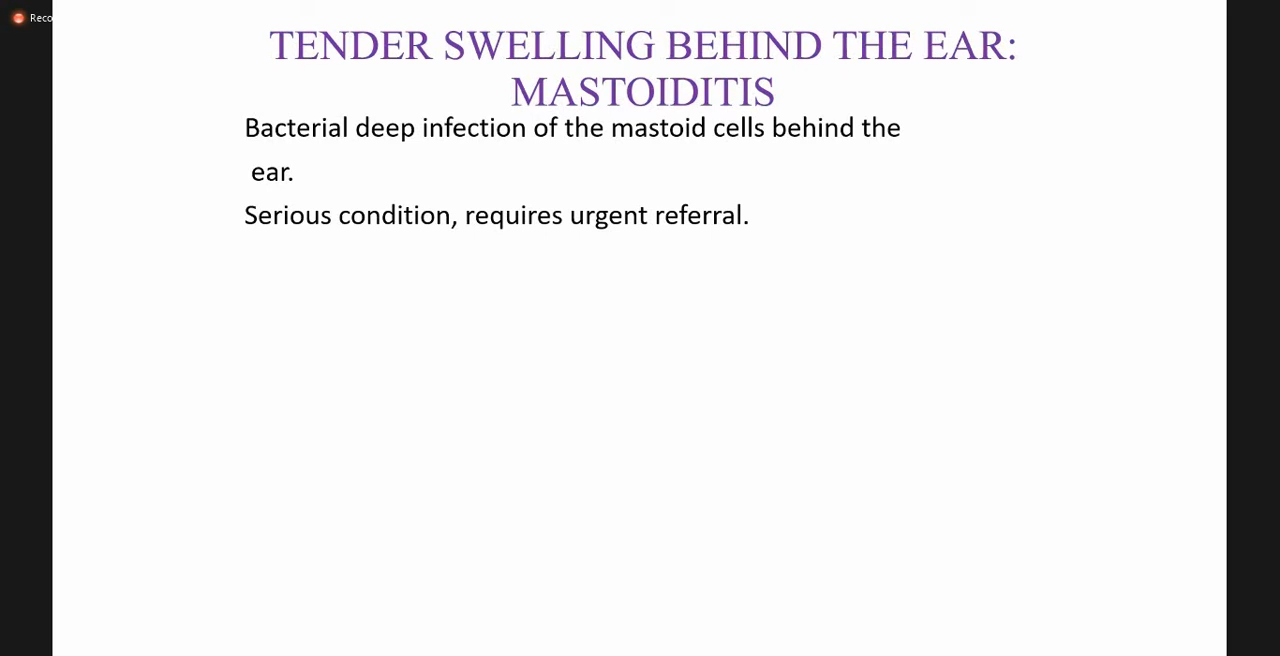 Reco
TENDER SWELLING BEHIND THE EAR:
MASTOIDITIS
Bacterial deep infection of the mastoid cells behind the
ear.
Serious condition, requires urgent referral.